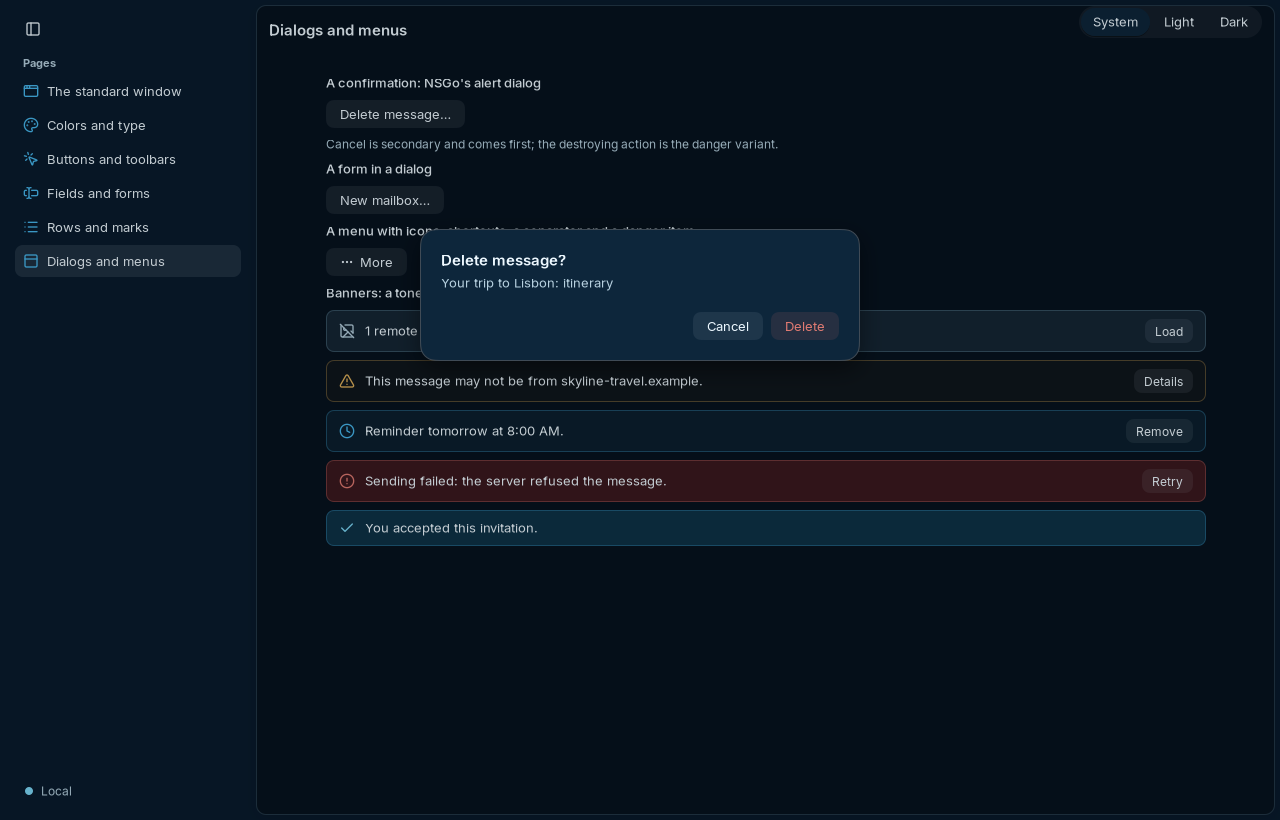 Dialogs and menus
System
Light
Dark
Pages
The standard window
Colors and type
Buttons and toolbars
Fields and forms
Rows and marks
Dialogs and menus
A confirmation: NSGo's alert dialog
Delete message...
Cancel is secondary and comes first; the destroying action is the danger variant.
A form in a dialog
New mailbox...
A menu with
More
Banners: a tone
Delete message?
Your trip to Lisbon: itinerary
Cancel
Delete
1 remote
Load
This message may not be from skyline-travel.example.
Details
Reminder tomorrow at 8:00 AM.
Remove
Sending failed: the server refused the message.
Retry
You accepted this invitation.
Local